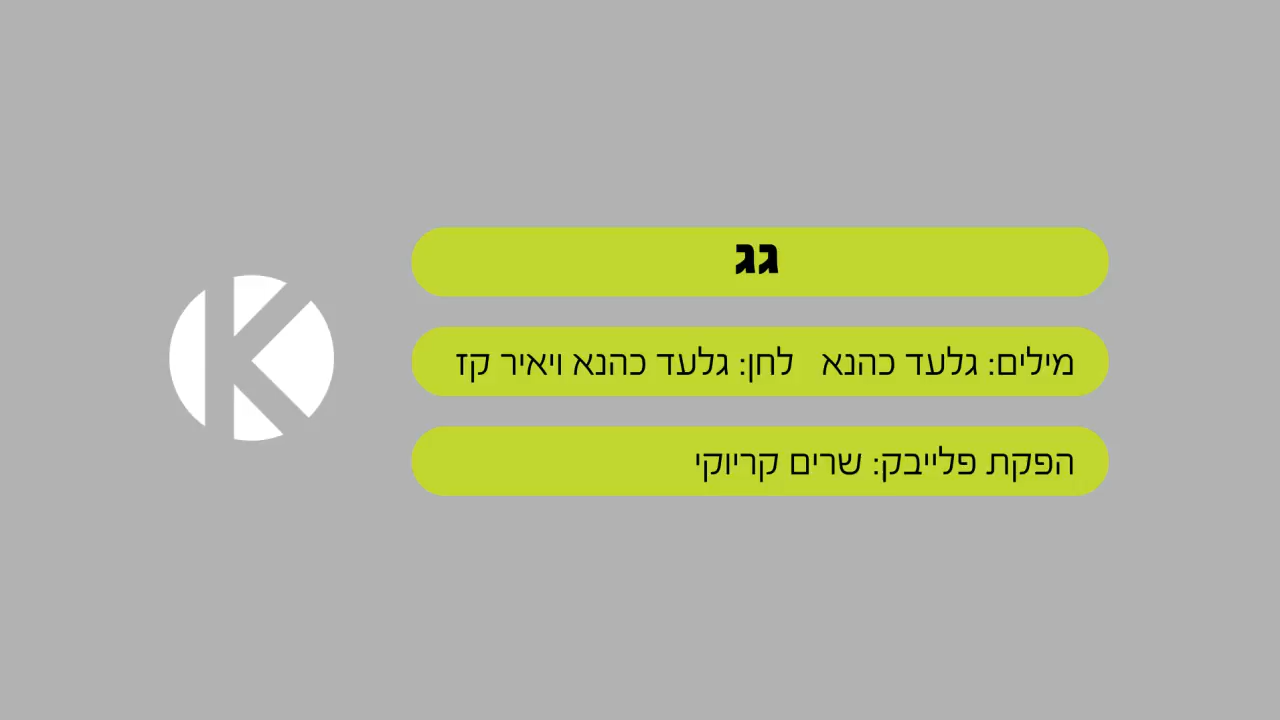 גג
מילים: גלעד כהנא   לחן: גלעד כהנא ויאיר קז
הפקת פלייבק: שרים קריוקי
K